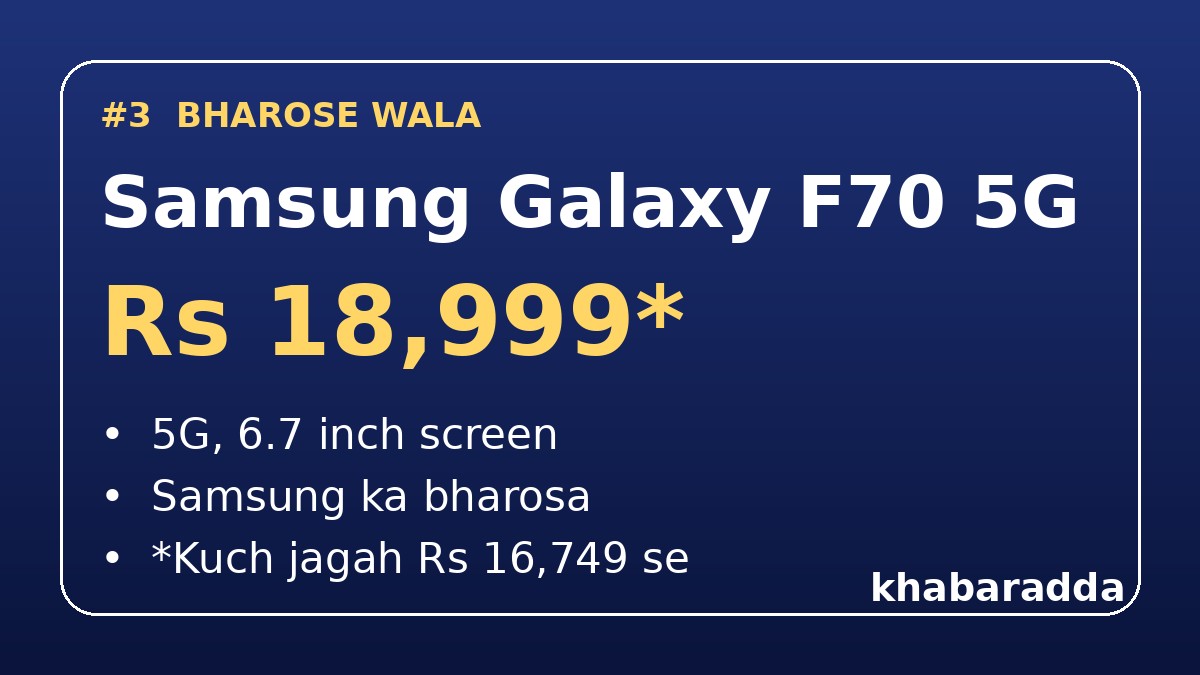 #3 BHAROSE WALA
Samsung Galaxy F70 5G
Rs 18,999*
• 5G, 6.7 inch screen
• Samsung ka bharosa
• *Kuch jagah Rs 16,749 se
khabaradda